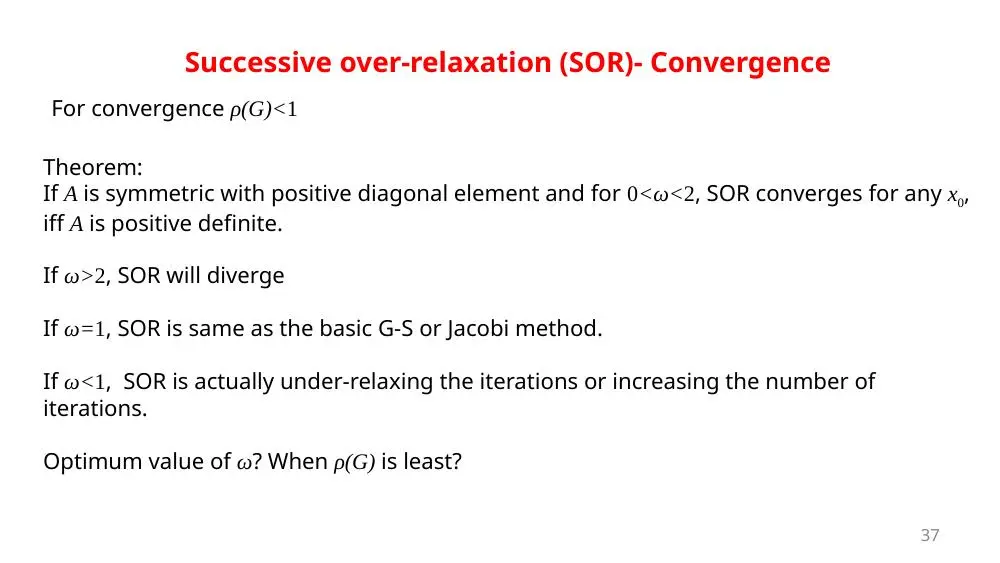 Successive over-relaxation (SOR)- Convergence
For convergence ρ(G)<1
Theorem:
If A is symmetric with positive diagonal element and for 0<ω<2, SOR converges for any x₀,
iff A is positive definite.
If ω>2, SOR will diverge
If ω=1, SOR is same as the basic G-S or Jacobi method.
If ω<1, SOR is actually under-relaxing the iterations or increasing the number of
iterations.
Optimum value of ω? When ρ(G) is least?
37